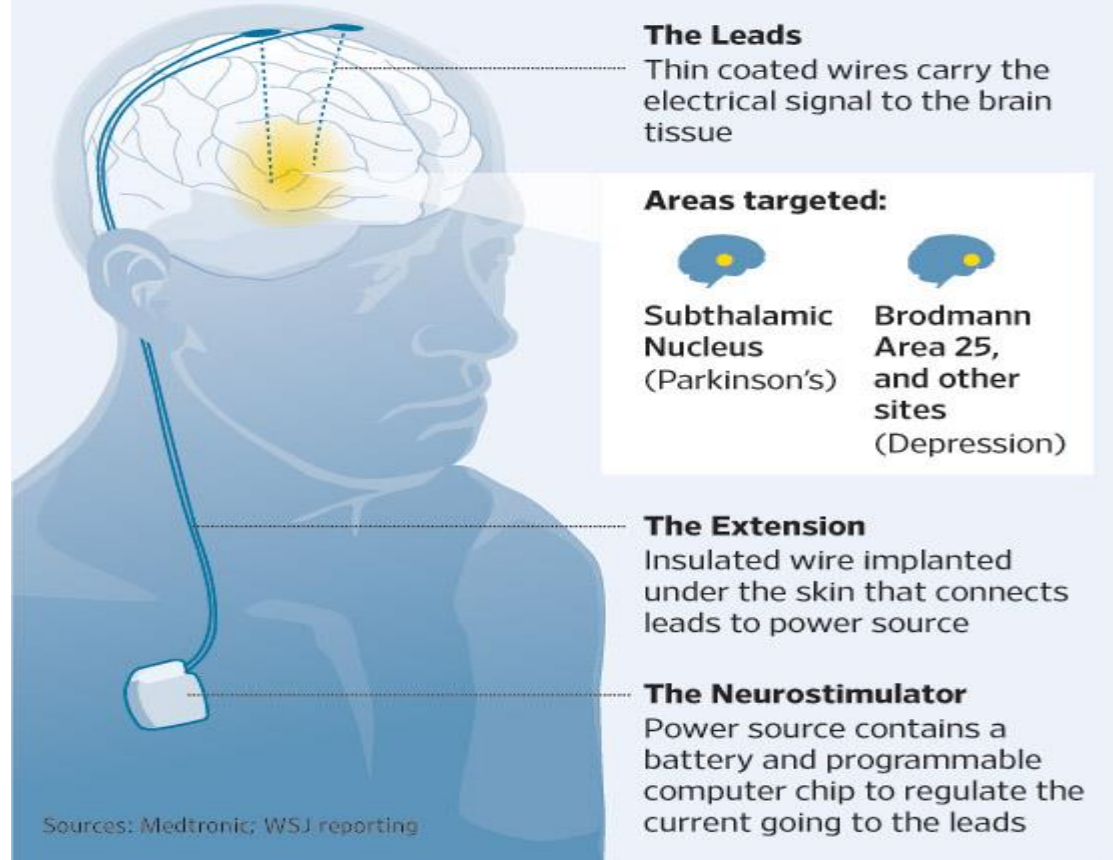 The Leads
Thin coated wires carry the
electrical signal to the brain
tissue
Areas targeted:
Subthalamic
Nucleus
(Parkinson's)
Brodmann
Area 25,
and other
sites
(Depression)
The Extension
Insulated wire implanted
under the skin that connects
leads to power source
The Neurostimulator
Power source contains a
battery and programmable
computer chip to regulate the
current going to the leads
Sources: Medtronic; WSJ reporting